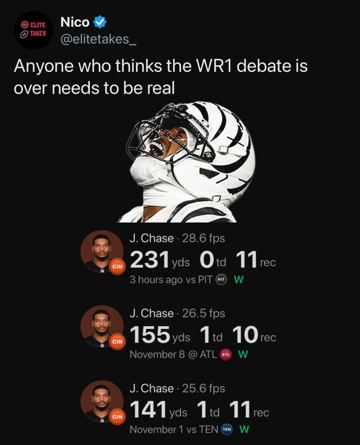 ELITE
TAKES
Nico
@elitetakes_
Anyone who thinks the WR1 debate is
over needs to be real
J. Chase · 28.6 fps
231 yds 0 td 11 rec
CIN
3 hours ago vs PIT PIT W
J. Chase · 26.5 fps
155 yds 1 td 10 rec
CIN
November 8 @ ATL ATL W
J. Chase · 25.6 fps
141 yds 1 td 11 rec
CIN
November 1 vs TEN TEN W